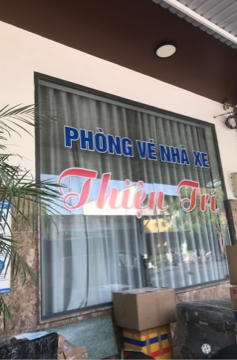 PHÒNG VÉ NHÀ XE
Thiện Trí